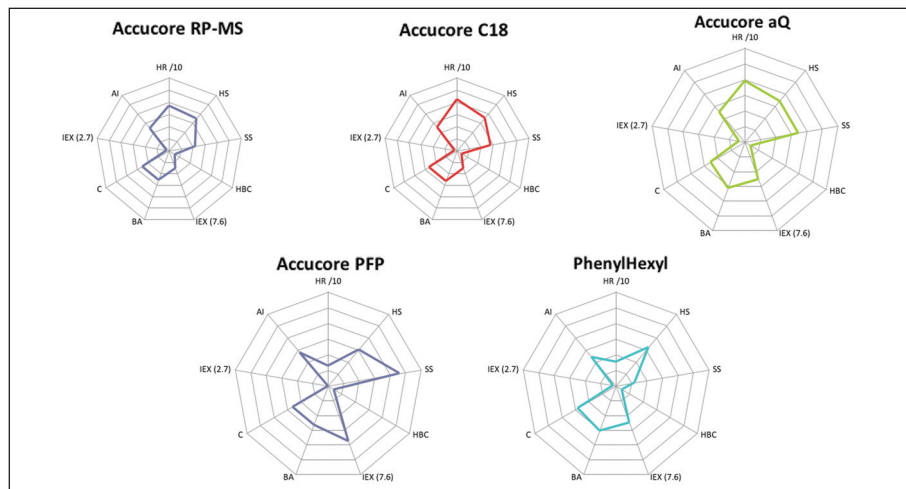 Accucore RP-MS
HR /10
HS
SS
HBC
IEX (7.6)
BA
C
IEX (2.7)
AI
Accucore C18
HR /10
HS
SS
HBC
IEX (7.6)
BA
C
IEX (2.7)
AI
Accucore aQ
HR /10
HS
SS
HBC
IEX (7.6)
BA
C
IEX (2.7)
AI
Accucore PFP
HR /10
HS
SS
HBC
IEX (7.6)
BA
C
IEX (2.7)
AI
PhenylHexyl
HR /10
HS
SS
HBC
IEX (7.6)
BA
C
IEX (2.7)
AI